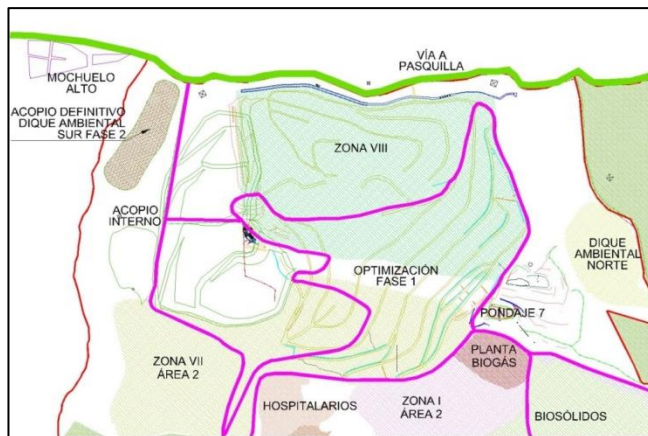 VÍA A
PASQUILLA
MOCHUELO
ALTO
ACOPIO DEFINITIVO
DIQUE AMBIENTAL
SUR FASE 2
ZONA VIII
ACOPIO
INTERNO
DIQUE
AMBIENTAL
NORTE
OPTIMIZACIÓN
FASE 1
PONDAJE 7
ZONA VII
ÁREA 2
PLANTA
BIOGÁS
HOSPITALARIOS
ZONA I
ÁREA 2
BIOSÓLIDOS